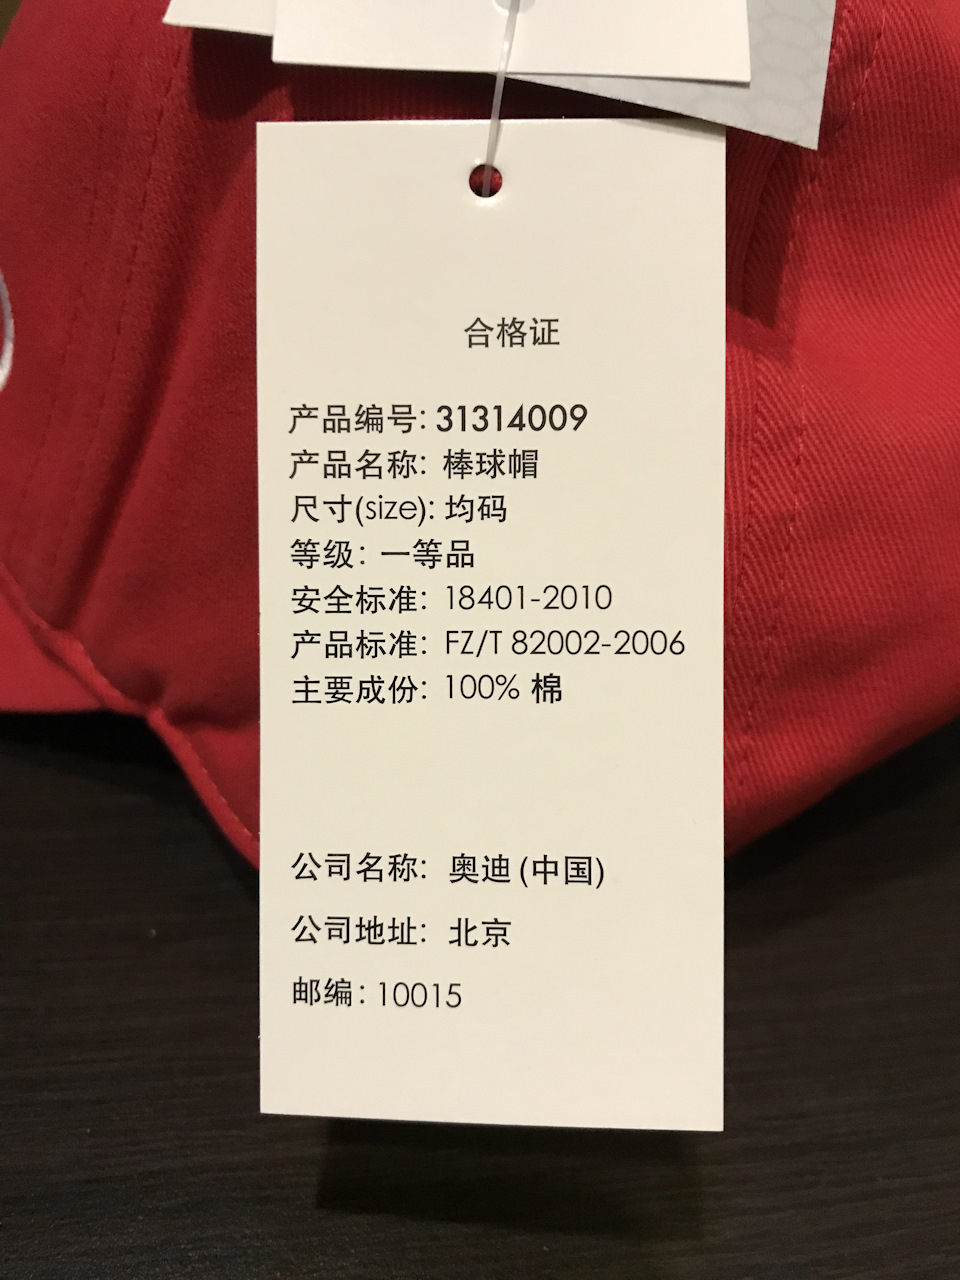 合格证
产品编号: 31314009
产品名称: 棒球帽
尺寸(size): 均码
等级: 一等品
安全标准: 18401-2010
产品标准: FZ/T 82002-2006
主要成份: 100% 棉
公司名称: 奥迪 (中国)
公司地址: 北京
邮编: 10015